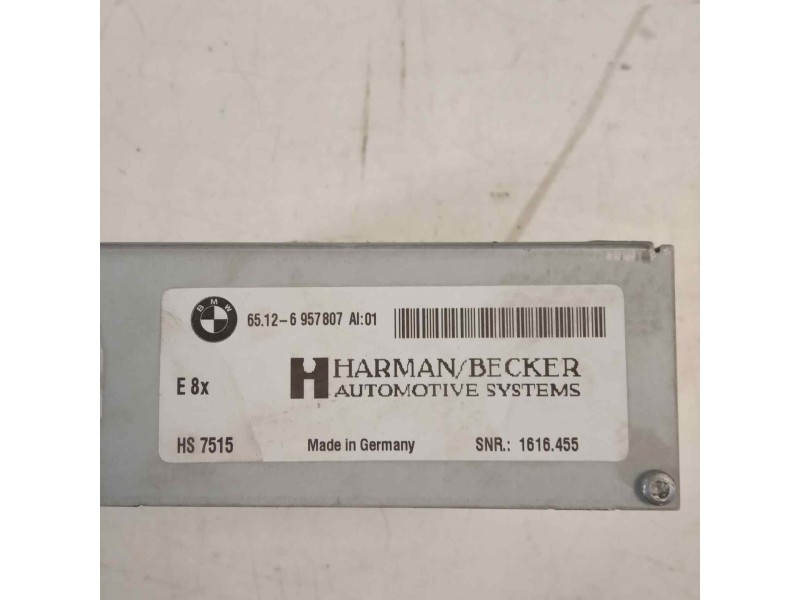 BMW
65.12-6 957807 AI:01
E 8x
H HARMAN/BECKER
AUTOMOTIVE SYSTEMS
HS 7515
Made in Germany
SNR.: 1616.455